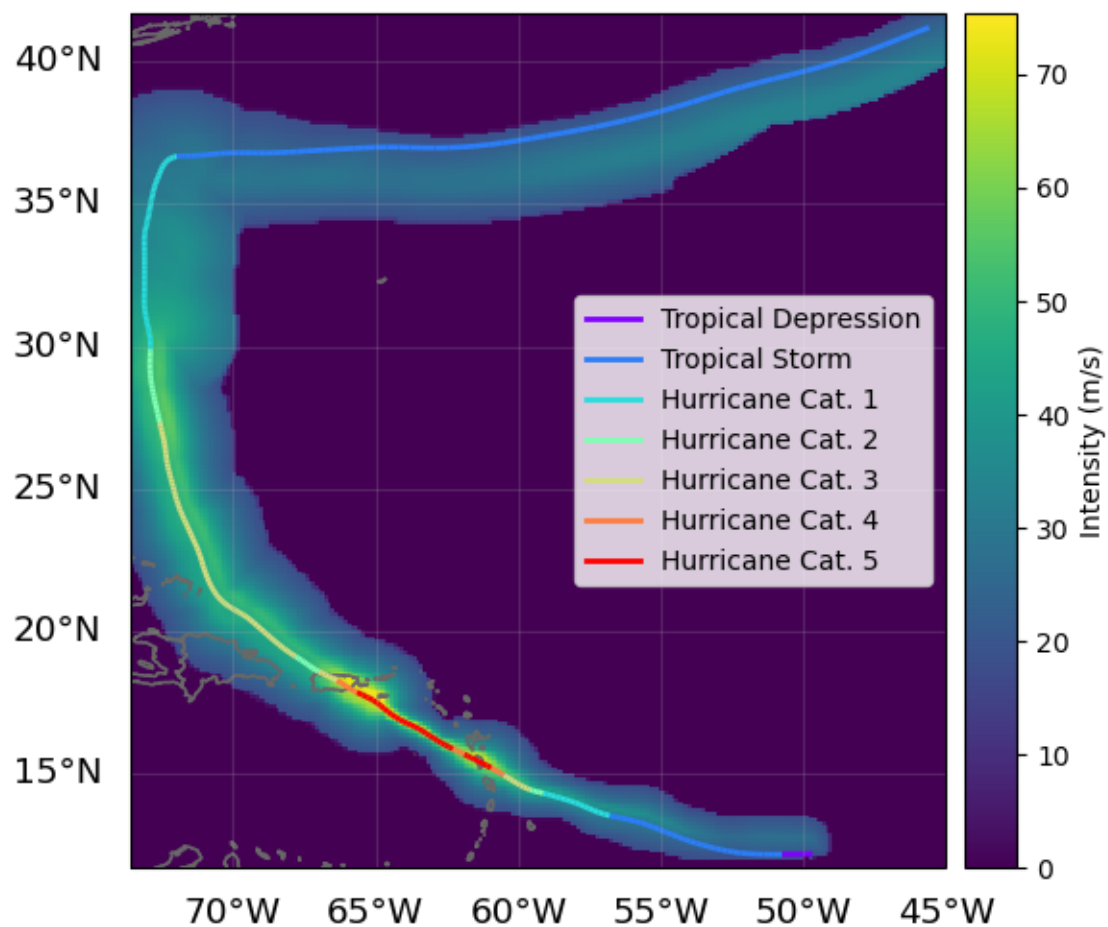 40°N
35°N
30°N
25°N
20°N
15°N
70°W 65°W 60°W 55°W 50°W 45°W
Tropical Depression
Tropical Storm
Hurricane Cat. 1
Hurricane Cat. 2
Hurricane Cat. 3
Hurricane Cat. 4
Hurricane Cat. 5
70
60
50
40
30
20
10
0
Intensity (m/s)